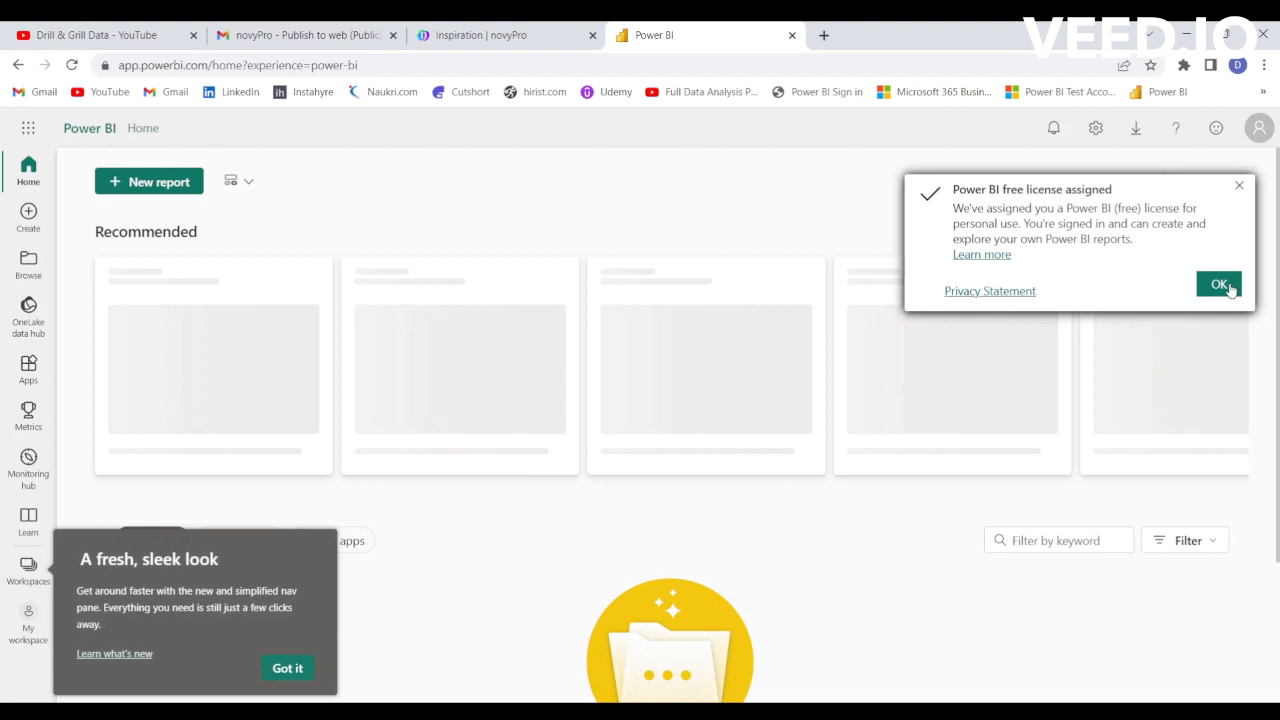 VEED.IO
Drill & Grill Data - YouTube
novyPro - Publish to web (Public)
Inspiration | novyPro
Power BI
app.powerbi.com/home?experience=power-bi
D
Gmail
YouTube
Gmail
LinkedIn
Instahyre
Naukri.com
Cutshort
hirist.com
Udemy
Full Data Analysis P...
Power BI Sign in
Microsoft 365 Busin...
Power BI Test Acco...
Power BI
»
Power BI Home
New report
Home
Create
Browse
OneLake
data hub
Apps
Metrics
Monitoring
hub
Learn
Workspaces
My
workspace
Recommended
Power BI free license assigned
We've assigned you a Power BI (free) license for
personal use. You're signed in and can create and
explore your own Power BI reports.
Learn more
Privacy Statement
OK
apps
Filter by keyword
Filter
A fresh, sleek look
Get around faster with the new and simplified nav
pane. Everything you need is still just a few clicks
away.
Learn what's new
Got it